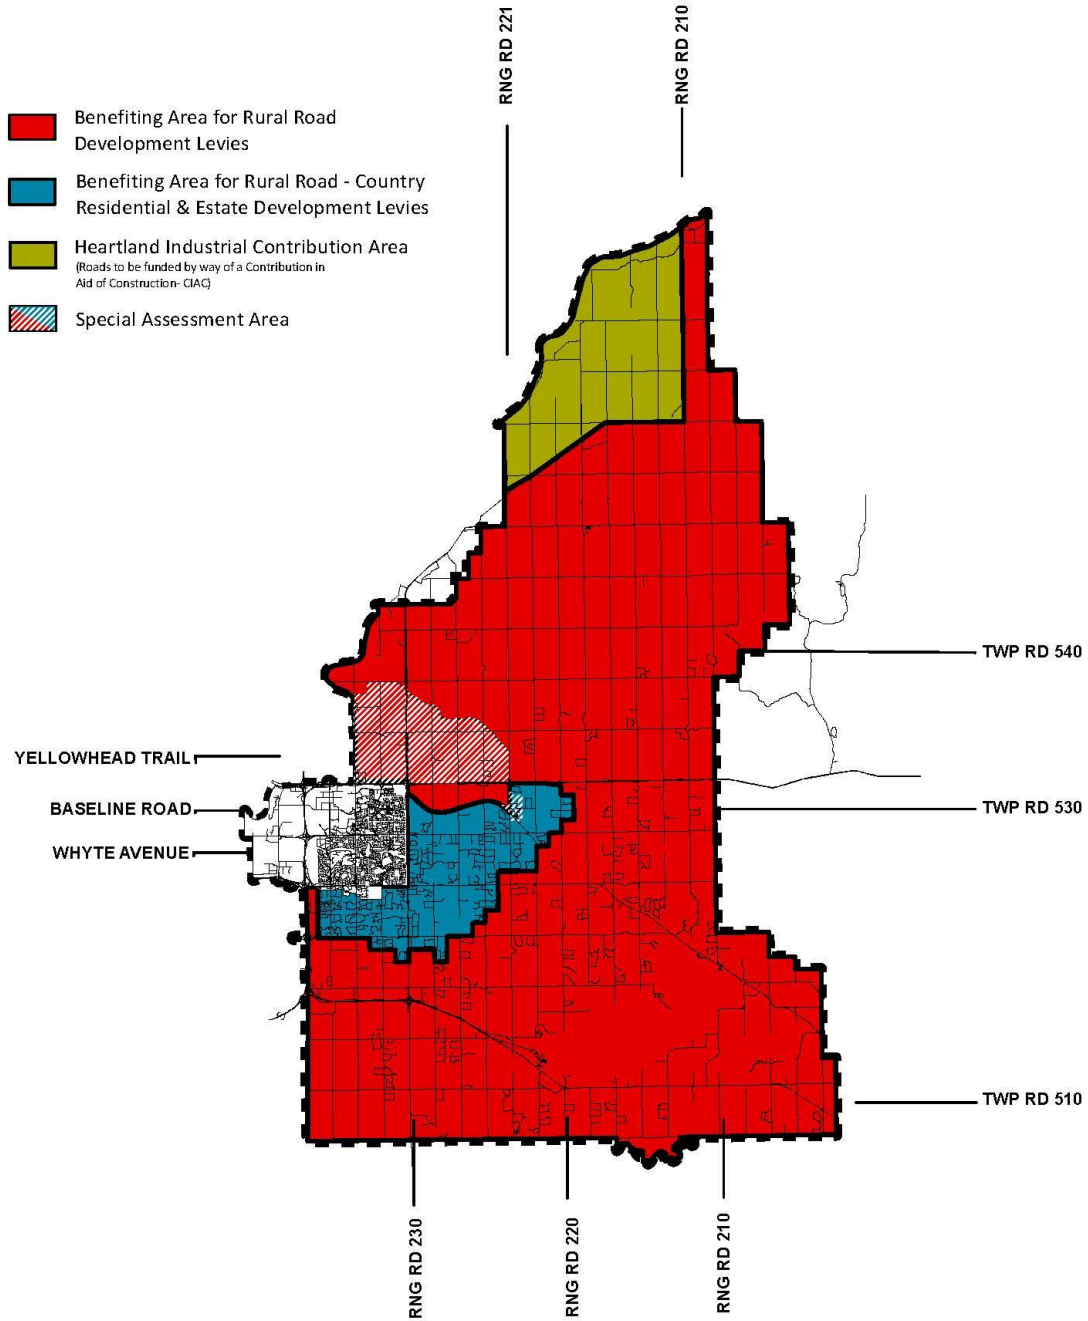 RNG RD 221
RNG RD 210
Benefiting Area for Rural Road
Development Levies
Benefiting Area for Rural Road - Country
Residential & Estate Development Levies
Heartland Industrial Contribution Area
(Roads to be funded by way of a Contribution in
Aid of Construction- CIAC)
Special Assessment Area
TWP RD 540
YELLOWHEAD TRAIL
BASELINE ROAD
TWP RD 530
WHYTE AVENUE
TWP RD 510
RNG RD 230
RNG RD 220
RNG RD 210